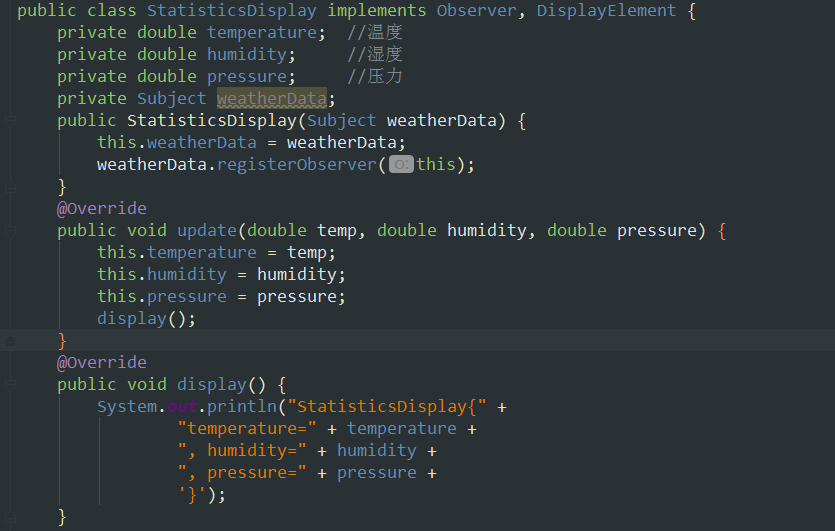 public class StatisticsDisplay implements Observer, DisplayElement {
    private double temperature;  //温度
    private double humidity;     //湿度
    private double pressure;     //压力
    private Subject weatherData;
    public StatisticsDisplay(Subject weatherData) {
        this.weatherData = weatherData;
        weatherData.registerObserver( o: this);
    }
    @Override
    public void update(double temp, double humidity, double pressure) {
        this.temperature = temp;
        this.humidity = humidity;
        this.pressure = pressure;
        display();
    }
    @Override
    public void display() {
        System.out.println("StatisticsDisplay{" +
                "temperature=" + temperature +
                ", humidity=" + humidity +
                ", pressure=" + pressure +
                '}');
    }